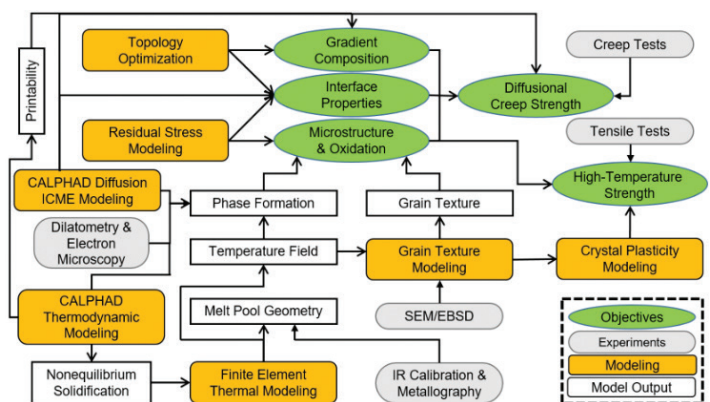 Topology
Optimization
Gradient
Composition
Creep Tests
Printability
Interface
Properties
Diffusional
Creep Strength
Residual Stress
Modeling
Microstructure
& Oxidation
Tensile Tests
CALPHAD Diffusion
ICME Modeling
Phase Formation
Grain Texture
High-Temperature
Strength
Dilatometry &
Electron
Microscopy
Temperature Field
Grain Texture
Modeling
Crystal Plasticity
Modeling
CALPHAD
Thermodynamic
Modeling
Melt Pool Geometry
SEM/EBSD
Nonequilibrium
Solidification
Finite Element
Thermal Modeling
IR Calibration &
Metallography
Objectives
Experiments
Modeling
Model Output